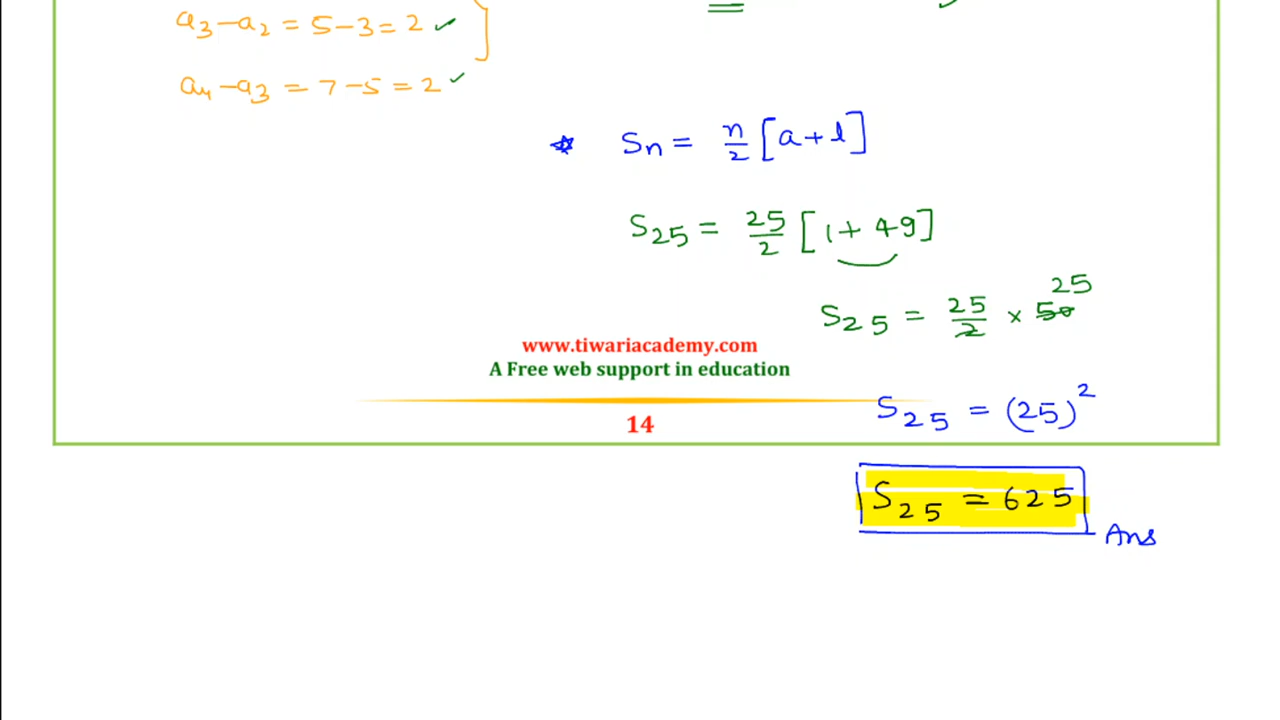 a₃ – a₂ = 5 – 3 = 2 ✓
a₄ – a₃ = 7 – 5 = 2 ✓
Sn = n/2 [a + l]
S₂₅ = 25/2 [1 + 49]
S₂₅ = 25/2 × 50 25
www.tiwariacademy.com
A Free web support in education
S₂₅ = (25)²
14
S₂₅ = 625
Ans